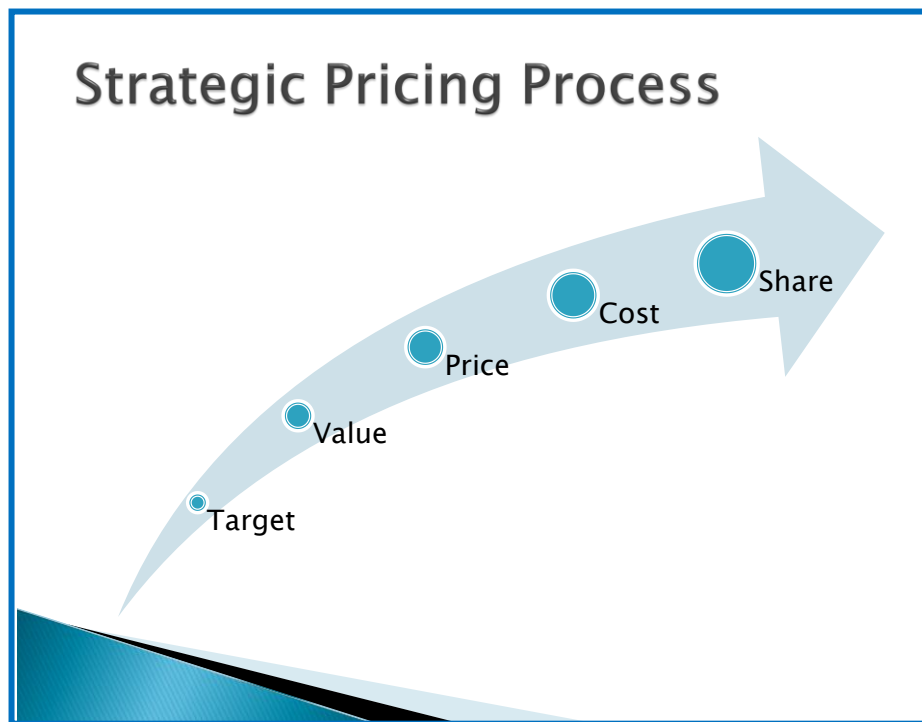 Strategic Pricing Process
Target
Value
Price
Cost
Share